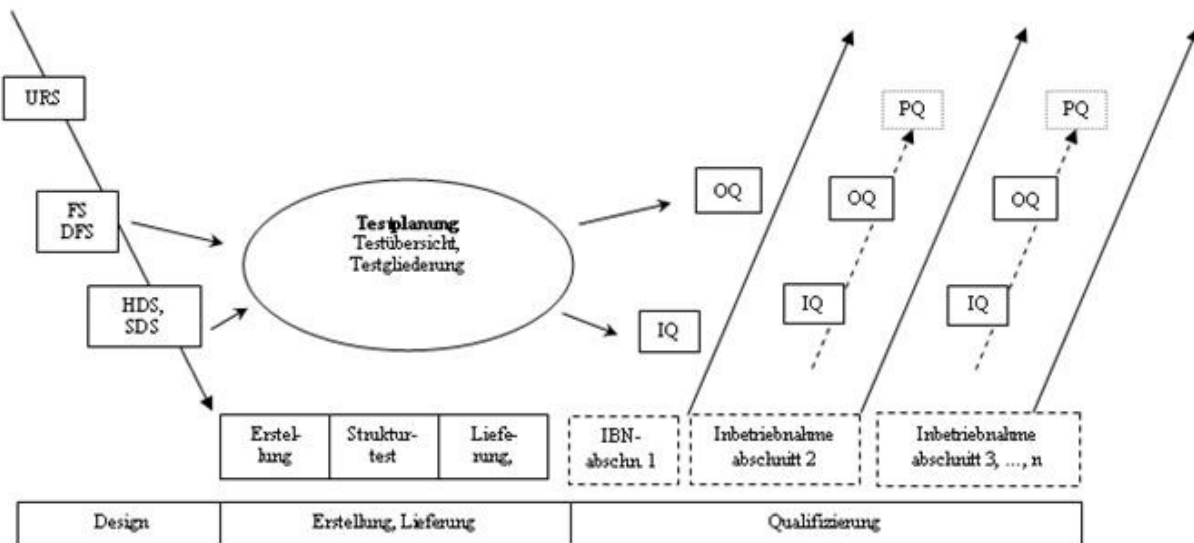 URS
FS
DFS
HDS,
SDS
Testplanung
Testübersicht,
Testgliederung
OQ
IQ
PQ
OQ
IQ
PQ
OQ
IQ
Erstel-
lung
Struktur-
test
Liefe-
rung,
IBN-
abschn. 1
Inbetriebnahme
abschnitt 2
Inbetriebnahme
abschnitt 3, ..., n
Design
Erstellung, Lieferung
Qualifizierung